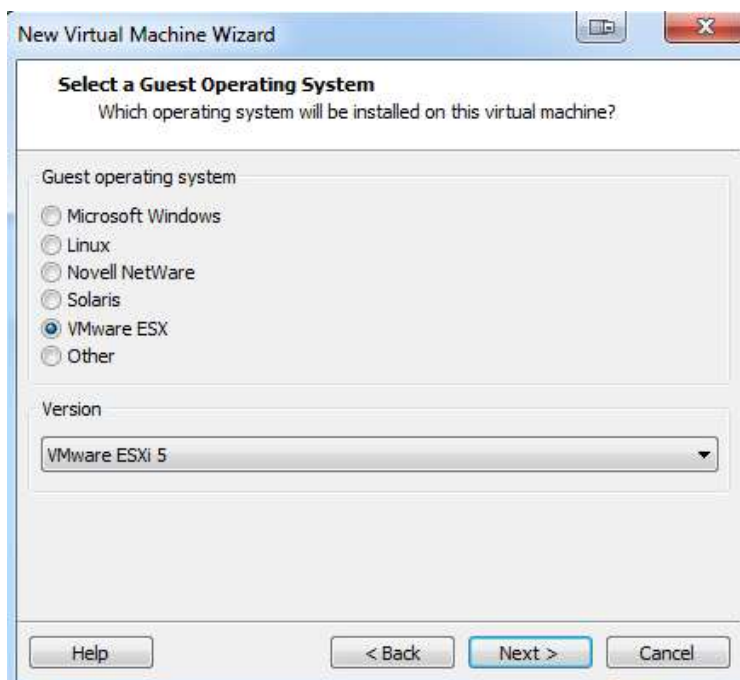 New Virtual Machine Wizard
Select a Guest Operating System
Which operating system will be installed on this virtual machine?
Guest operating system
Microsoft Windows
Linux
Novell NetWare
Solaris
VMware ESX
Other
Version
VMware ESXi 5
Help
< Back
Next >
Cancel